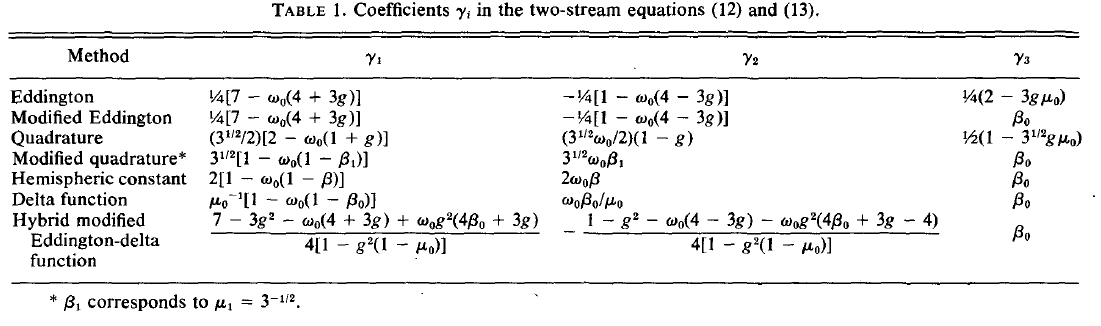 TABLE 1. Coefficients γᵢ in the two-stream equations (12) and (13).
Method γ₁ γ₂ γ₃
Eddington ¼[7 − ω₀(4 + 3g)] −¼[1 − ω₀(4 − 3g)] ¼(2 − 3gμ₀)
Modified Eddington ¼[7 − ω₀(4 + 3g)] −¼[1 − ω₀(4 − 3g)] β₀
Quadrature (3^{1/2}/2)[2 − ω₀(1 + g)] (3^{1/2}ω₀/2)(1 − g) ½(1 − 3^{1/2}gμ₀)
Modified quadrature* 3^{1/2}[1 − ω₀(1 − β₁)] 3^{1/2}ω₀β₁ β₀
Hemispheric constant 2[1 − ω₀(1 − β)] 2ω₀β β₀
Delta function μ₀⁻¹[1 − ω₀(1 − β₀)] ω₀β₀/μ₀ β₀
Hybrid modified 7 − 3g² − ω₀(4 + 3g) + ω₀g²(4β₀ + 3g) 1 − g² − ω₀(4 − 3g) − ω₀g²(4β₀ + 3g − 4)
Eddington-delta − β₀
function 4[1 − g²(1 − μ₀)] 4[1 − g²(1 − μ₀)]
* β₁ corresponds to μ₁ = 3^{−1/2}.